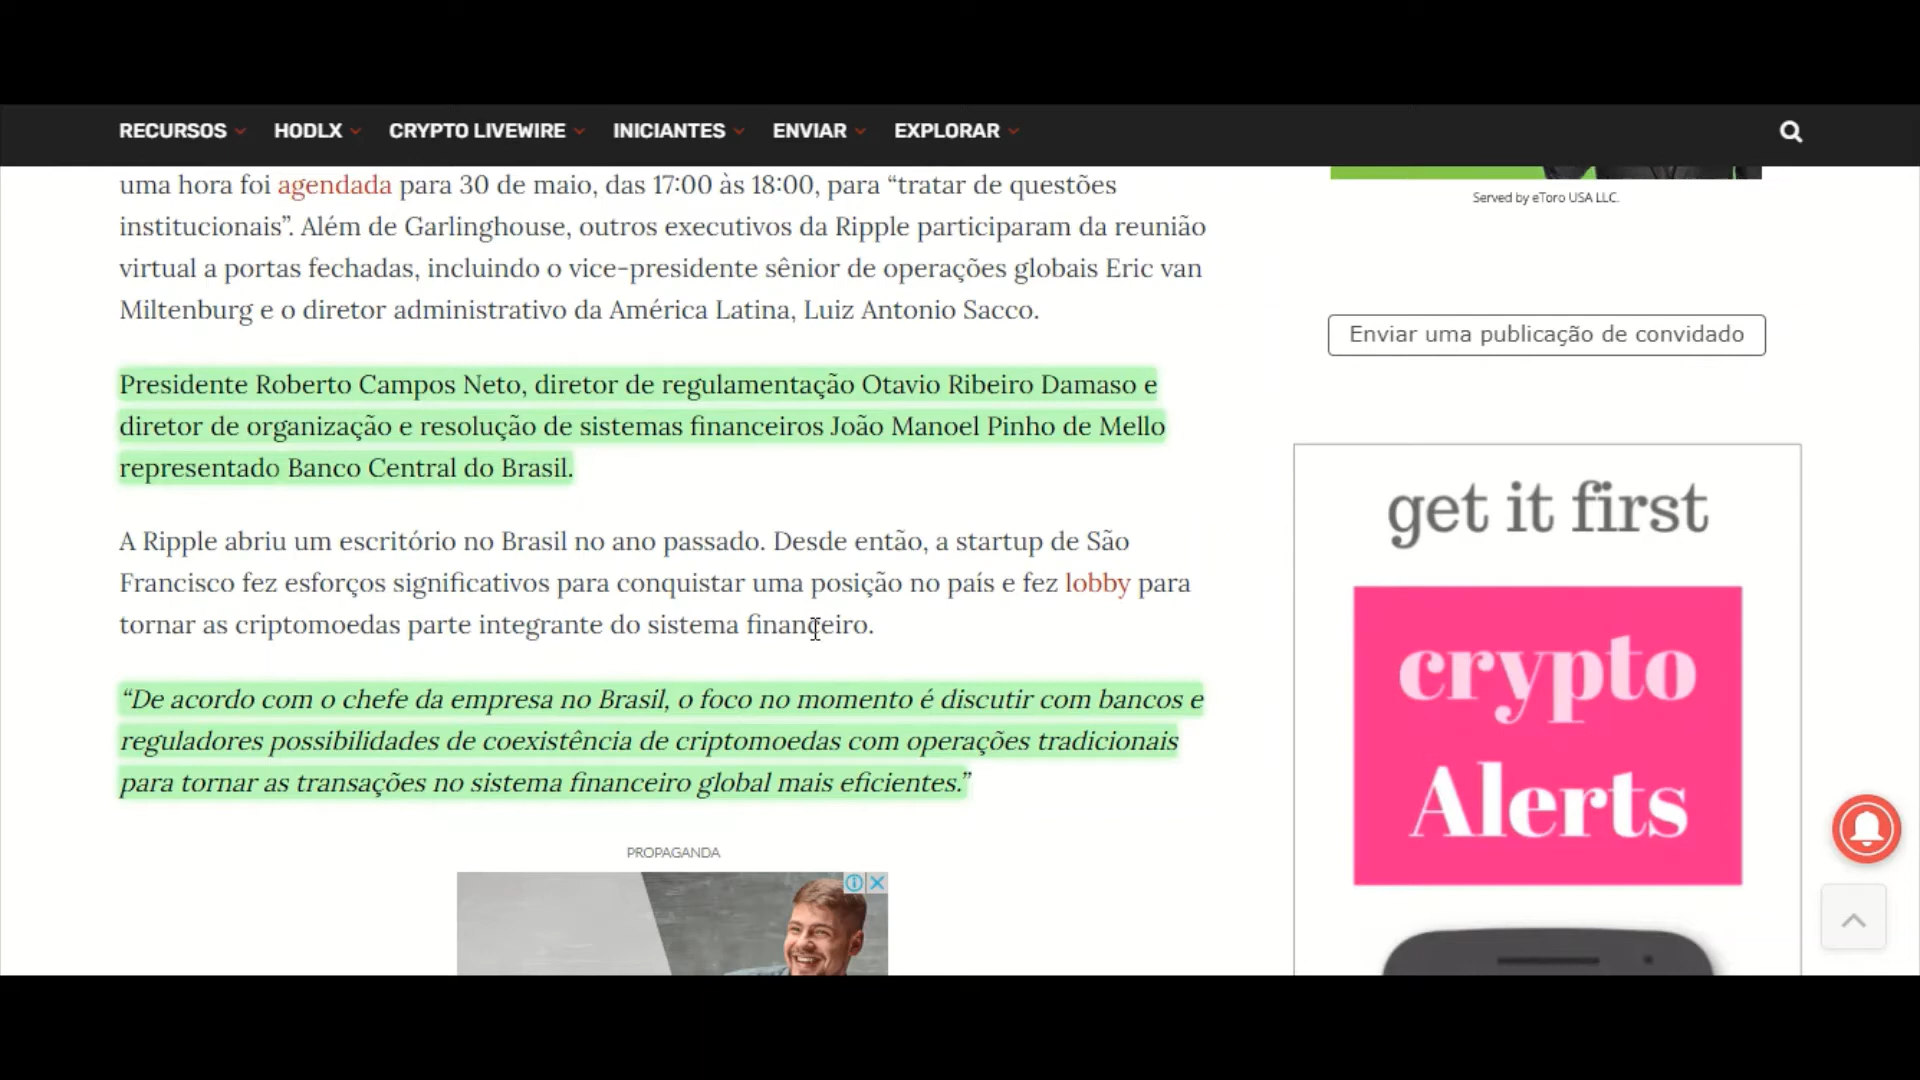 RECURSOS HODLX CRYPTO LIVEWIRE INICIANTES ENVIAR EXPLORAR
uma hora foi agendada para 30 de maio, das 17:00 às 18:00, para “tratar de questões
institucionais”. Além de Garlinghouse, outros executivos da Ripple participaram da reunião
virtual a portas fechadas, incluindo o vice-presidente sênior de operações globais Eric van
Miltenburg e o diretor administrativo da América Latina, Luiz Antonio Sacco.
Presidente Roberto Campos Neto, diretor de regulamentação Otavio Ribeiro Damaso e
diretor de organização e resolução de sistemas financeiros João Manoel Pinho de Mello
representado Banco Central do Brasil.
A Ripple abriu um escritório no Brasil no ano passado. Desde então, a startup de São
Francisco fez esforços significativos para conquistar uma posição no país e fez lobby para
tornar as criptomoedas parte integrante do sistema financeiro.
“De acordo com o chefe da empresa no Brasil, o foco no momento é discutir com bancos e
reguladores possibilidades de coexistência de criptomoedas com operações tradicionais
para tornar as transações no sistema financeiro global mais eficientes.”
PROPAGANDA
Served by eToro USA LLC.
Enviar uma publicação de convidado
get it first
crypto
Alerts